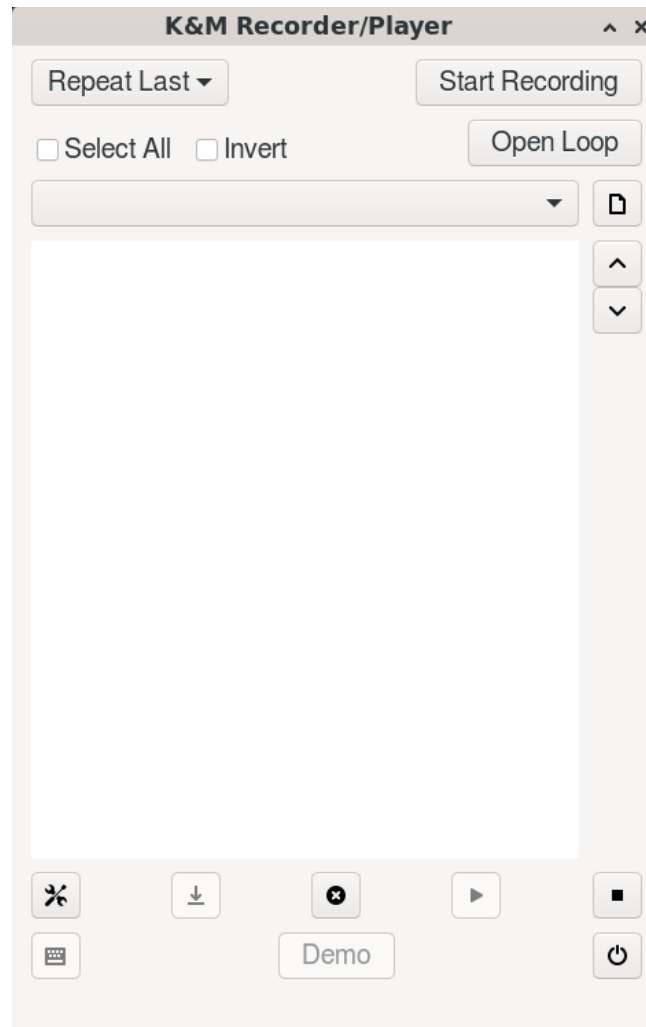 K&M Recorder/Player
Repeat Last
Start Recording
Select All
Invert
Open Loop
Demo